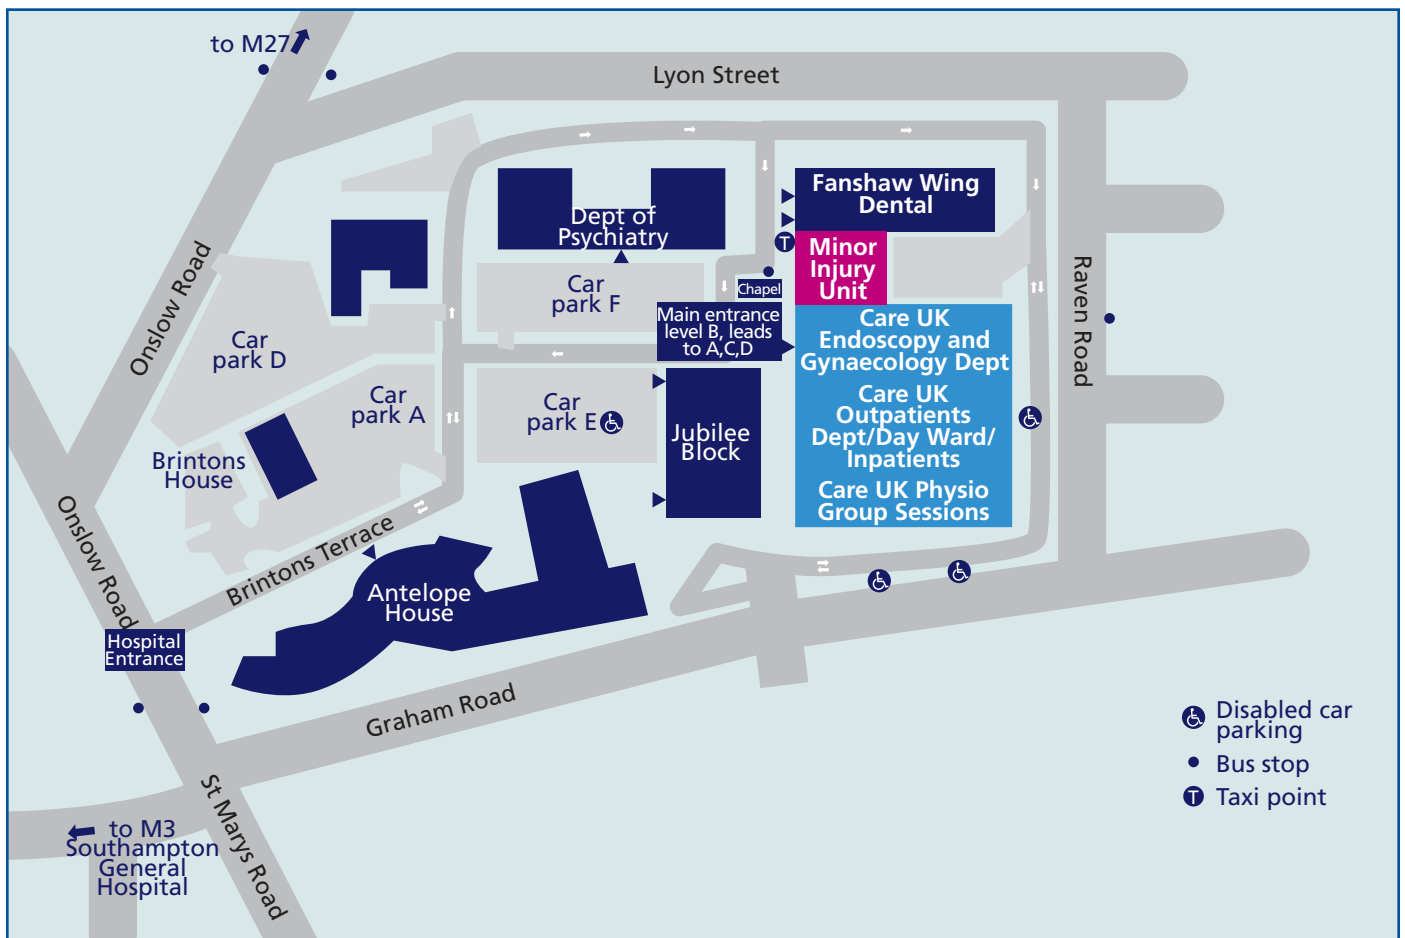 to M27
Lyon Street
Fanshaw Wing
Dental
Dept of
Psychiatry
T
Minor
Injury
Unit
Onslow Road
Car
park F
Chapel
Raven Road
Main entrance
level B, leads
to A,C,D
Care UK
Endoscopy and
Gynaecology Dept
Car
park D
Car
park A
Car
park E
Care UK
Outpatients
Dept/Day Ward/
Inpatients
Jubilee
Block
Brintons
House
Care UK Physio
Group Sessions
Onslow Road
Brintons Terrace
Antelope
House
Hospital
Entrance
Graham Road
Disabled car
parking
Bus stop
T
Taxi point
St Marys Road
to M3
Southampton
General
Hospital